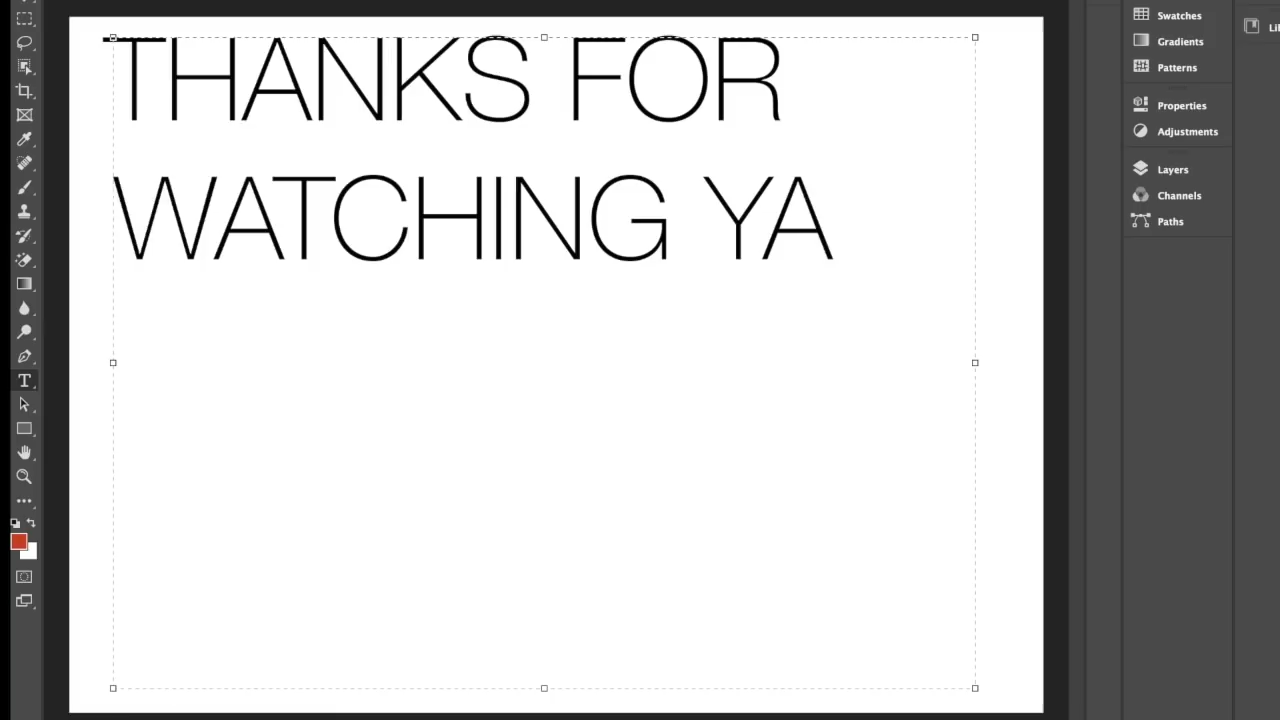 THANKS FOR
WATCHING YA
Swatches
Gradients
Patterns
Properties
Adjustments
Layers
Channels
Paths